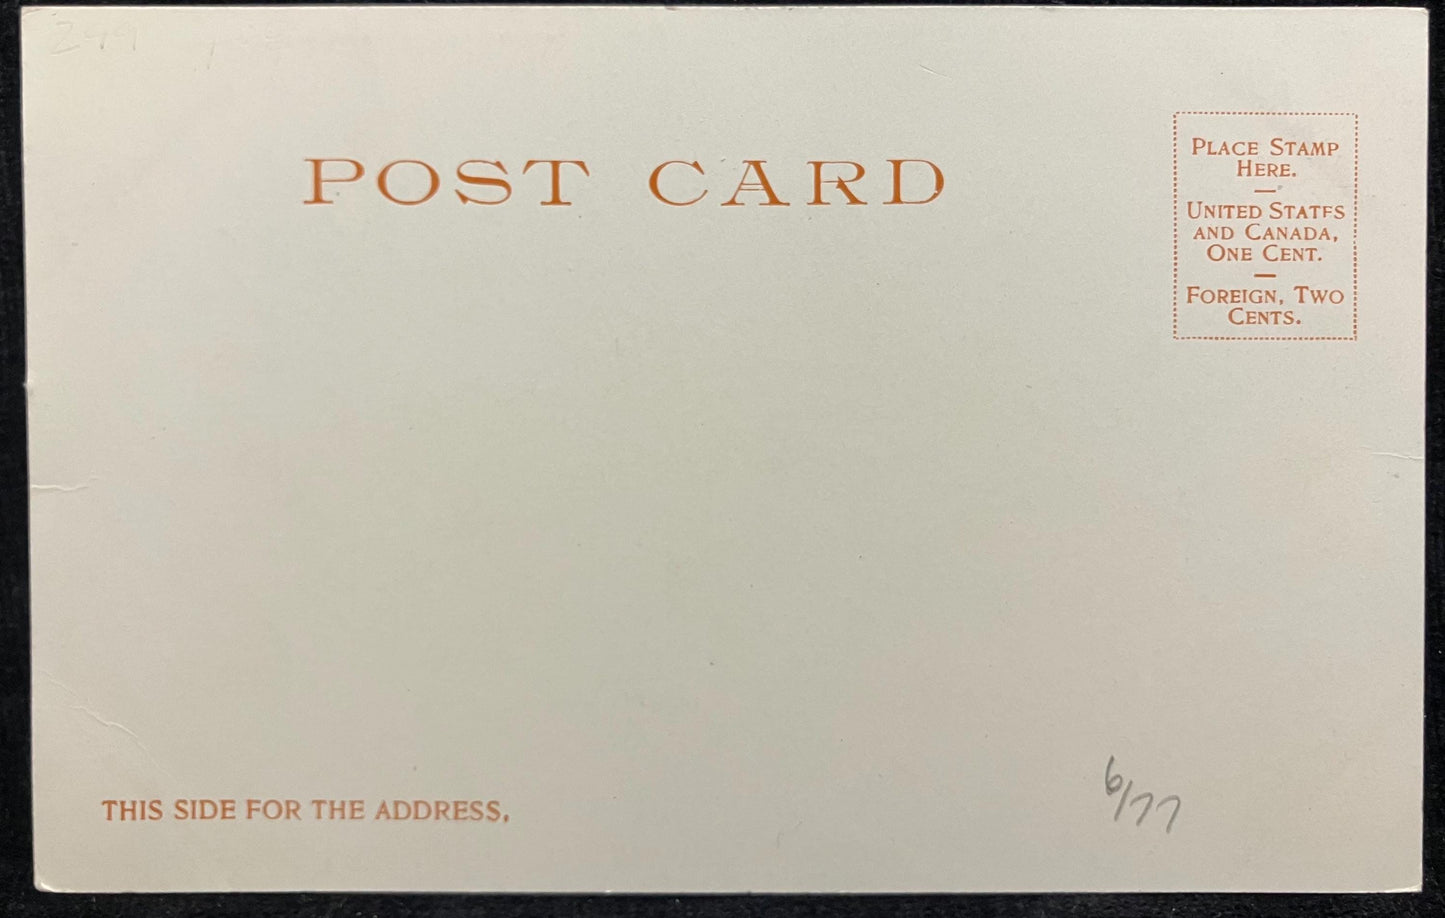 249
POST CARD
PLACE STAMP
HERE.
—
UNITED STATES
AND CANADA,
ONE CENT.
—
FOREIGN, TWO
CENTS.
THIS SIDE FOR THE ADDRESS.
6/77